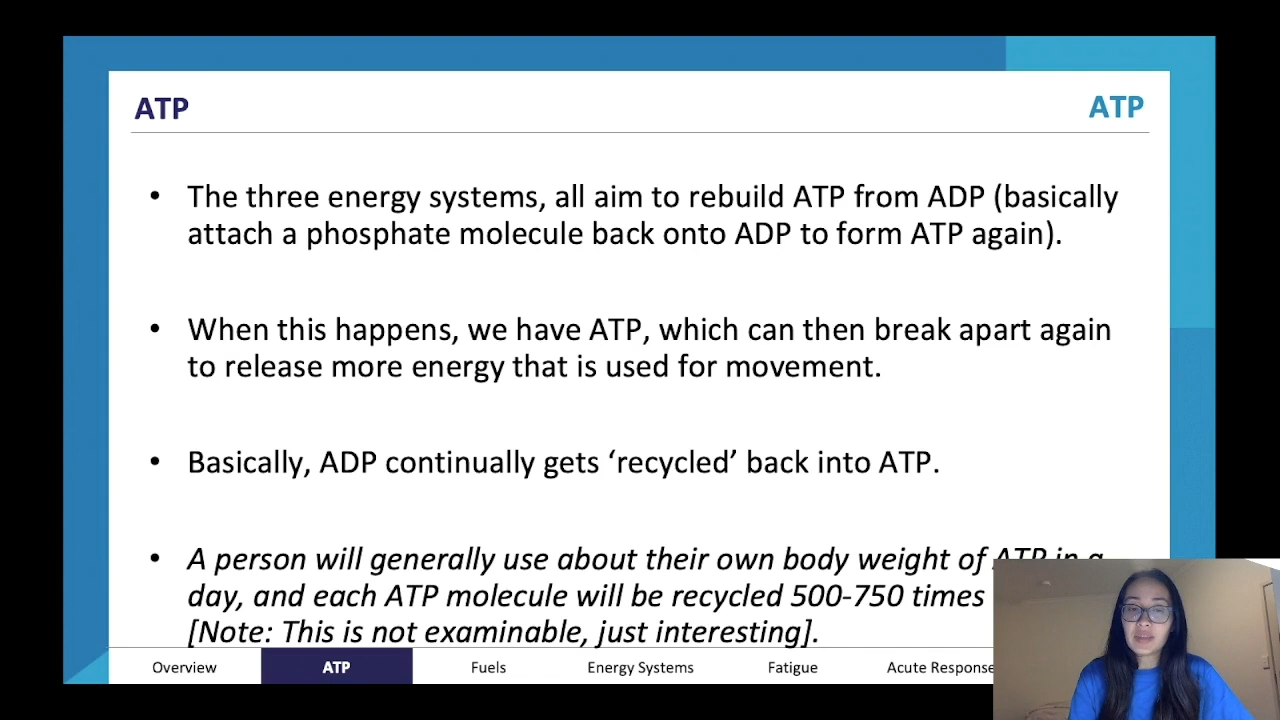 ATP
ATP
• The three energy systems, all aim to rebuild ATP from ADP (basically
attach a phosphate molecule back onto ADP to form ATP again).
• When this happens, we have ATP, which can then break apart again
to release more energy that is used for movement.
• Basically, ADP continually gets ‘recycled’ back into ATP.
• A person will generally use about their own body weight of ATP in a
day, and each ATP molecule will be recycled 500-750 times
[Note: This is not examinable, just interesting].
Overview ATP Fuels Energy Systems Fatigue Acute Response